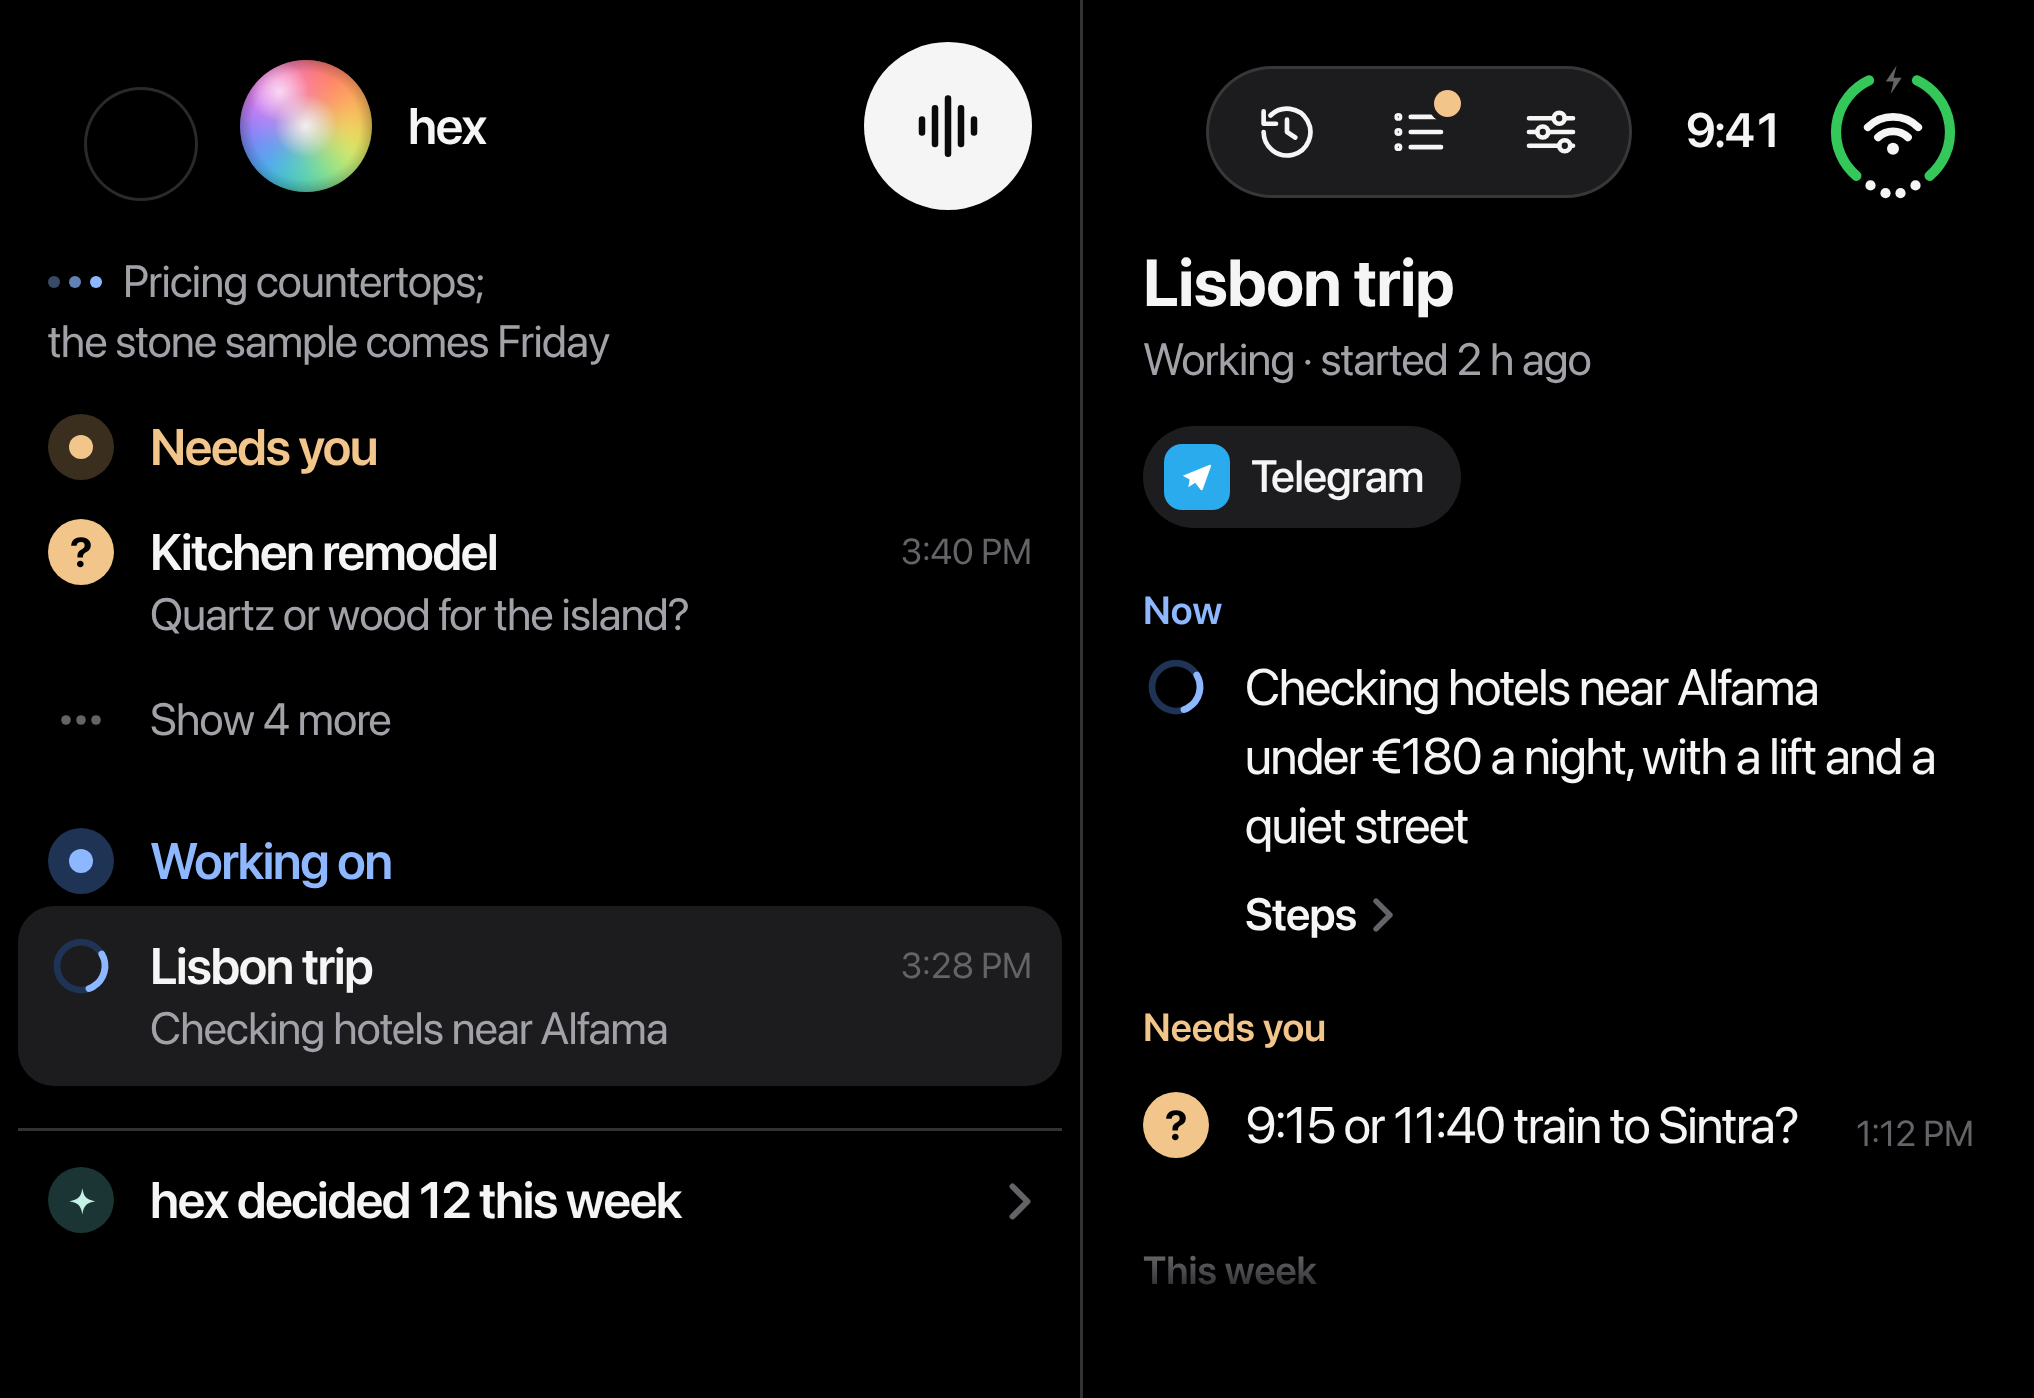 hex
Pricing countertops;
the stone sample comes Friday
Needs you
Kitchen remodel
3:40 PM
Quartz or wood for the island?
Show 4 more
Working on
Lisbon trip
3:28 PM
Checking hotels near Alfama
hex decided 12 this week
9:41
Lisbon trip
Working · started 2 h ago
Telegram
Now
Checking hotels near Alfama
under €180 a night, with a lift and a
quiet street
Steps
Needs you
9:15 or 11:40 train to Sintra?
1:12 PM
This week